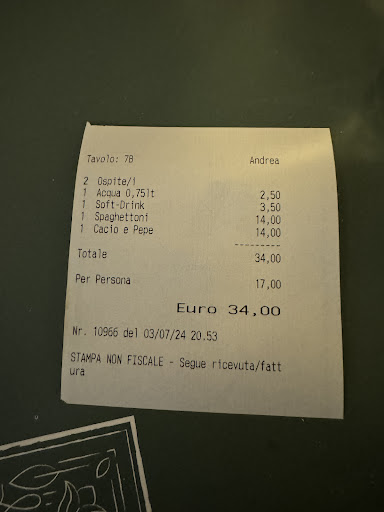 Tavolo: 7B Andrea
2 Ospite/i
1 Acqua 0,75lt 2,50
1 Soft-Drink 3,50
1 Spaghettoni 14,00
1 Cacio e Pepe 14,00
---------
Totale 34,00
Per Persona 17,00
Euro 34,00
Nr. 10966 del 03/07/24 20.53
STAMPA NON FISCALE - Segue ricevuta/fatt
ura